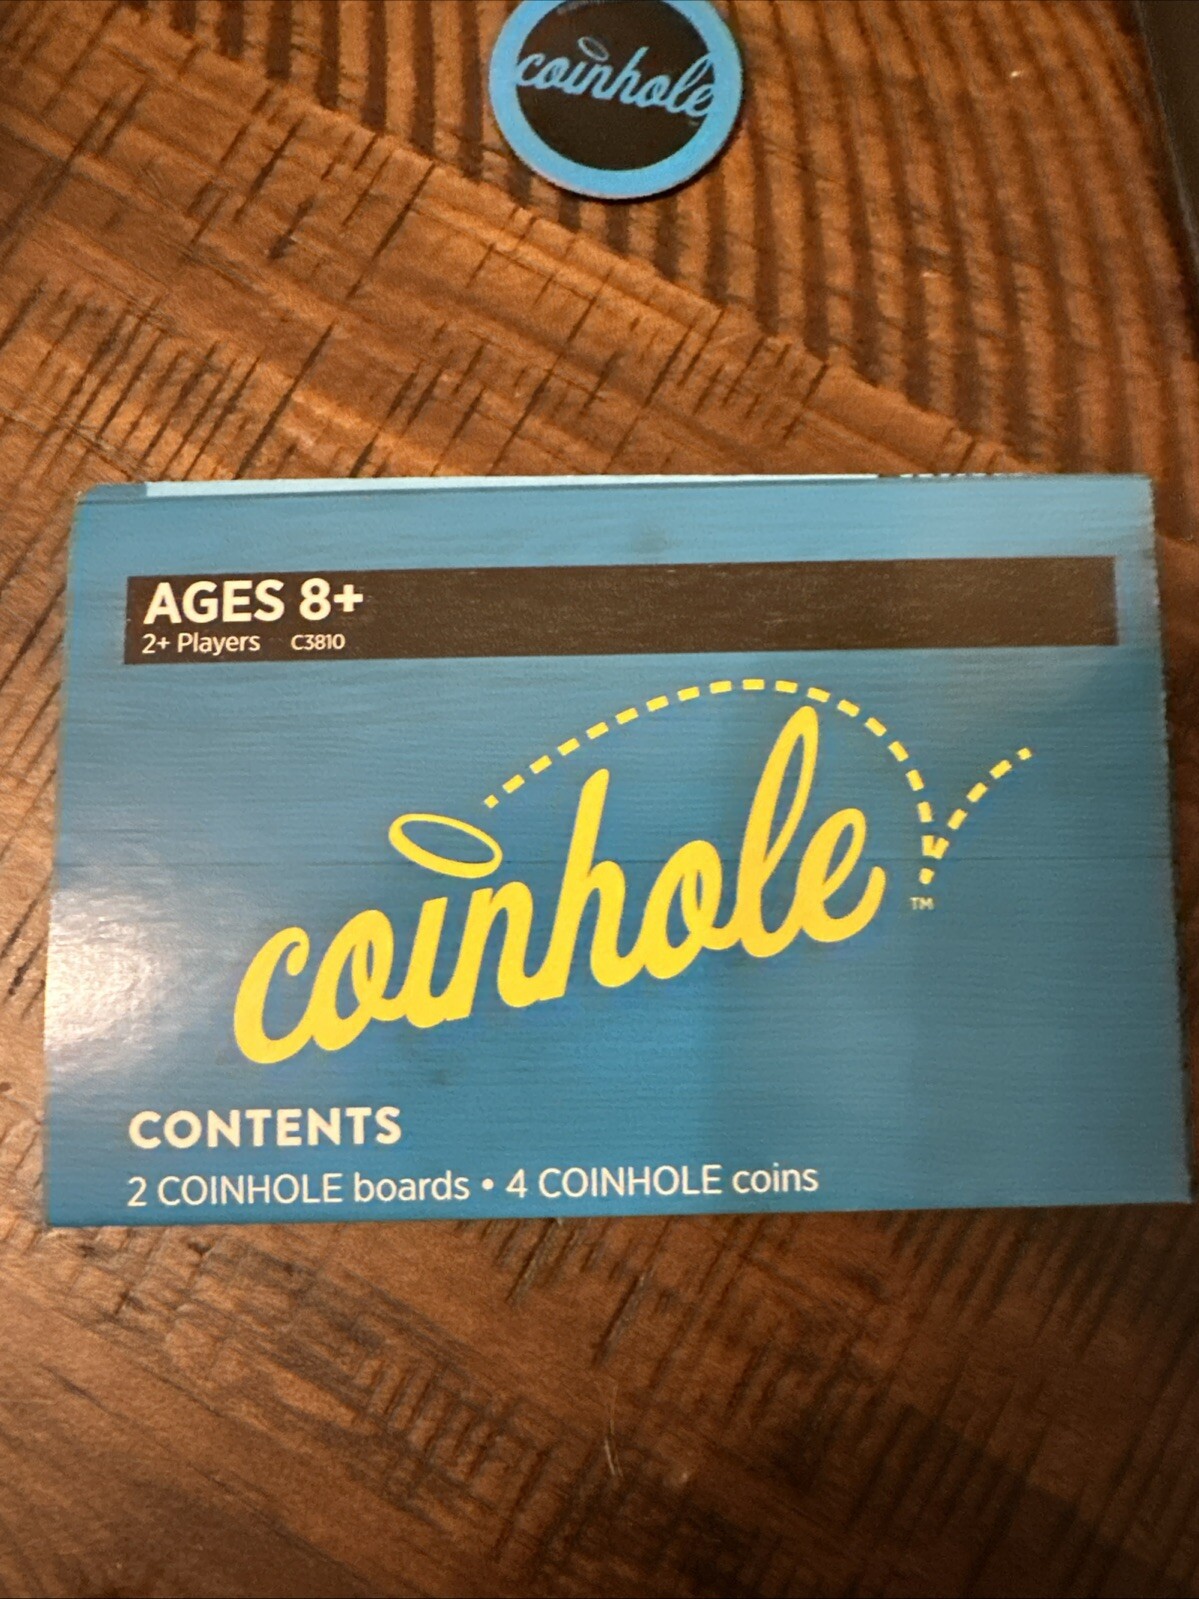 coinhole
AGES 8+
2+ Players C3810
coinhole
TM
CONTENTS
2 COINHOLE boards • 4 COINHOLE coins